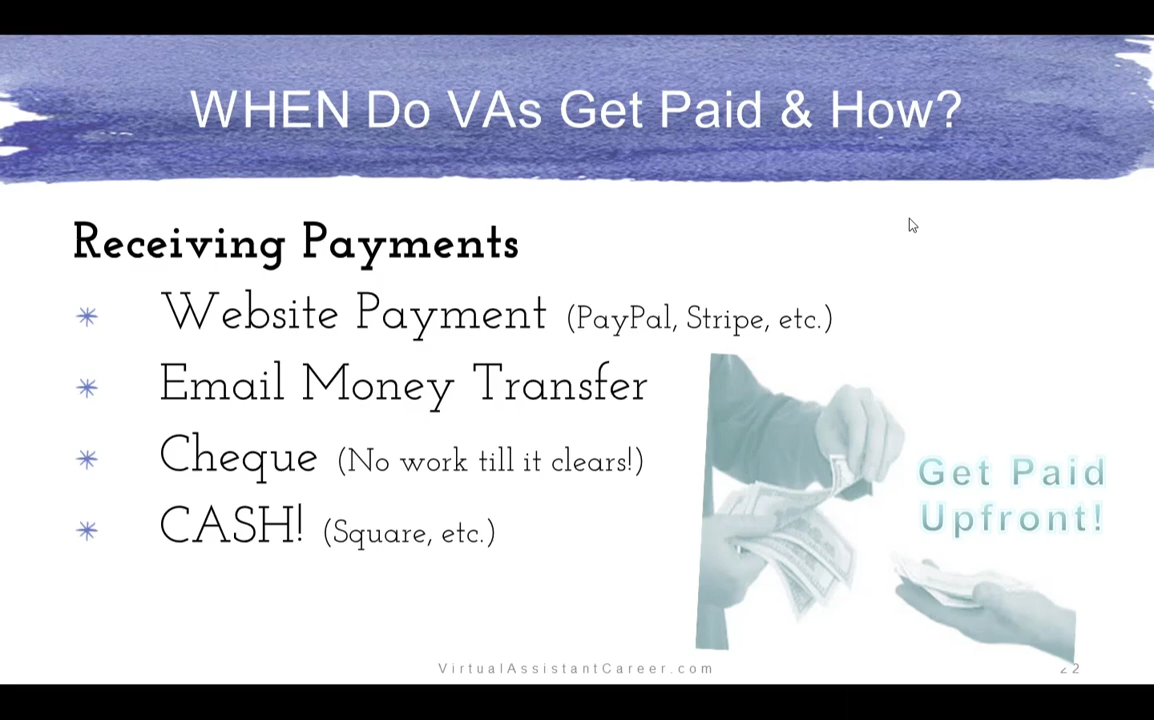 WHEN Do VAs Get Paid & How?
Receiving Payments
Website Payment (PayPal, Stripe, etc.)
Email Money Transfer
Cheque (No work till it clears!)
CASH! (Square, etc.)
Get Paid
Upfront!
VirtualAssistantCareer.com
22